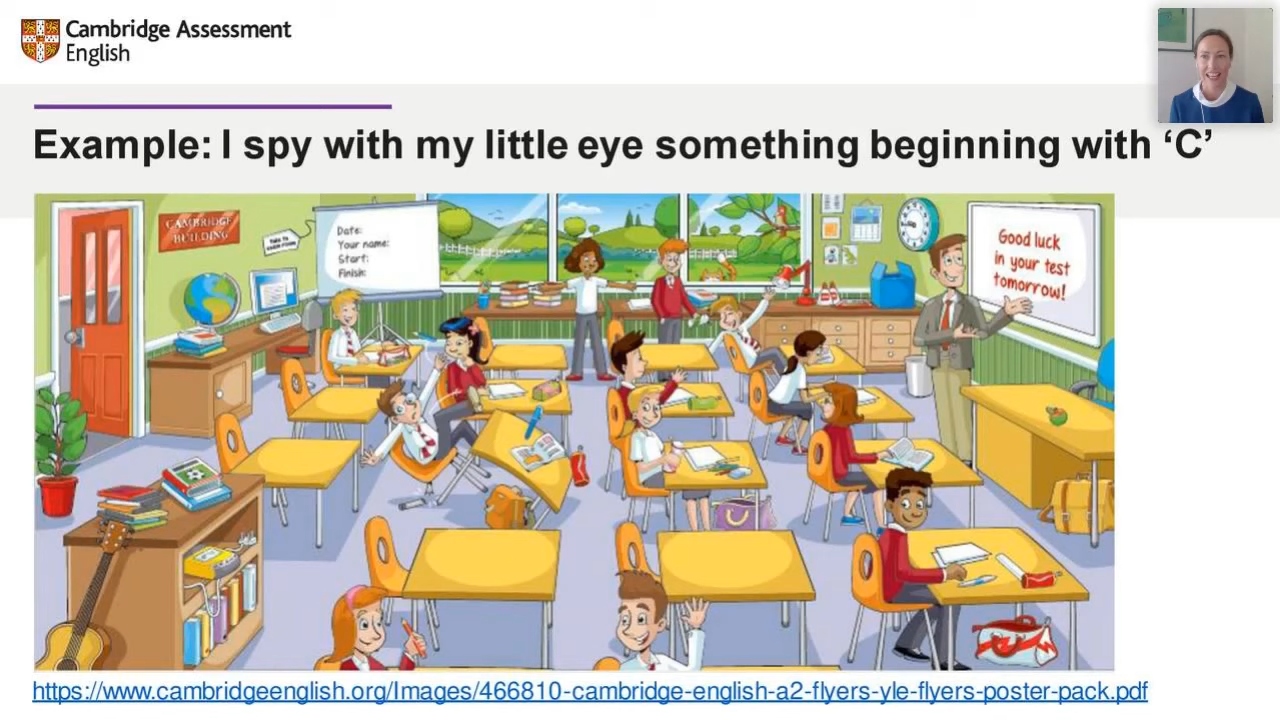 Cambridge Assessment
English
Example: I spy with my little eye something beginning with ‘C’
CAMBRIDGE
BUILDING
Date:
Your name:
Start:
Finish:
Good luck
in your test
tomorrow!
https://www.cambridgeenglish.org/Images/466810-cambridge-english-a2-flyers-yle-flyers-poster-pack.pdf